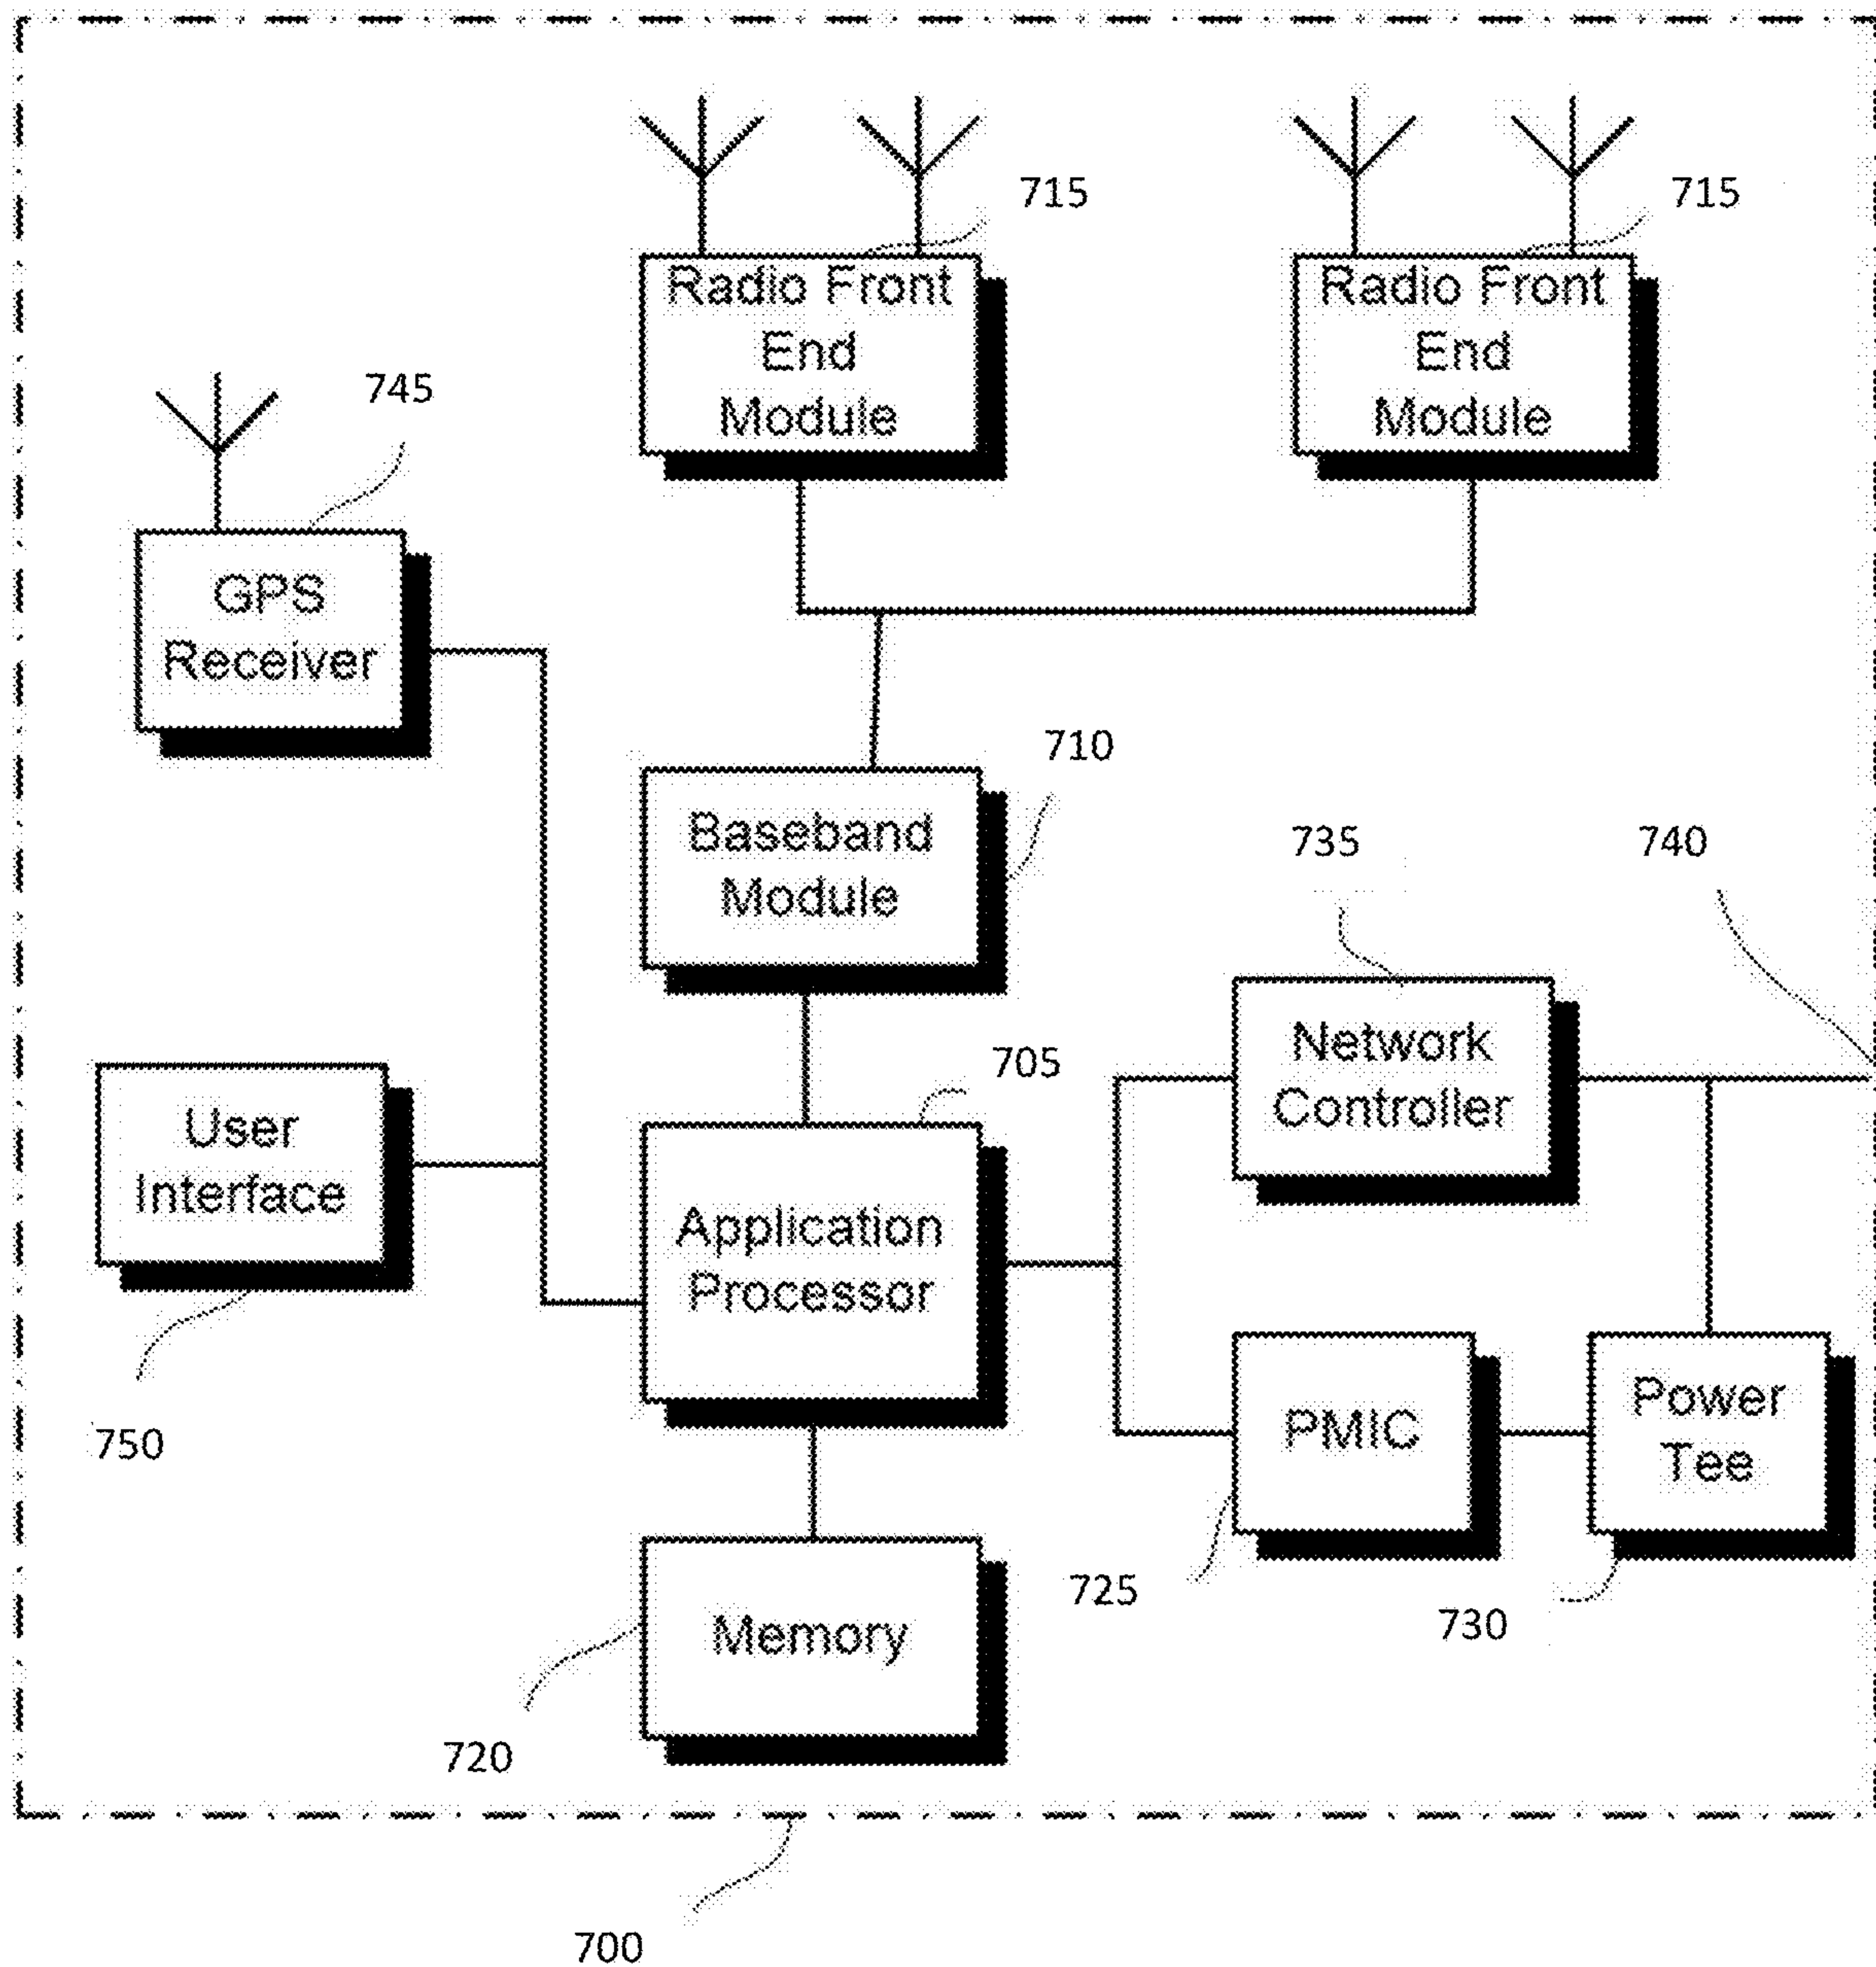 715
715
Radio Front
End
Module
Radio Front
End
Module
745
GPS
Receiver
710
Baseband
Module
735
740
Network
Controller
705
User
Interface
Application
Processor
750
PMIC
Power
Tee
725
730
Memory
720
700